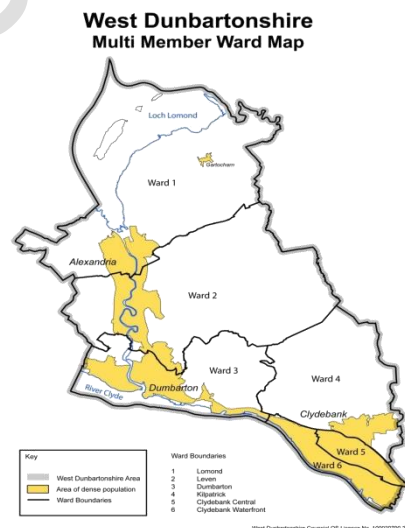 West Dunbartonshire
Multi Member Ward Map
Loch Lomond
Gartocharn
Ward 1
Alexandria
Ward 2
Ward 3
Ward 4
River Clyde
Dumbarton
Clydebank
Ward 5
Ward 6
Key
West Dunbartonshire Area
Area of dense population
Ward Boundaries
Ward Boundaries
1 Lomond
2 Leven
3 Dumbarton
4 Kilpatrick
5 Clydebank Central
6 Clydebank Waterfront